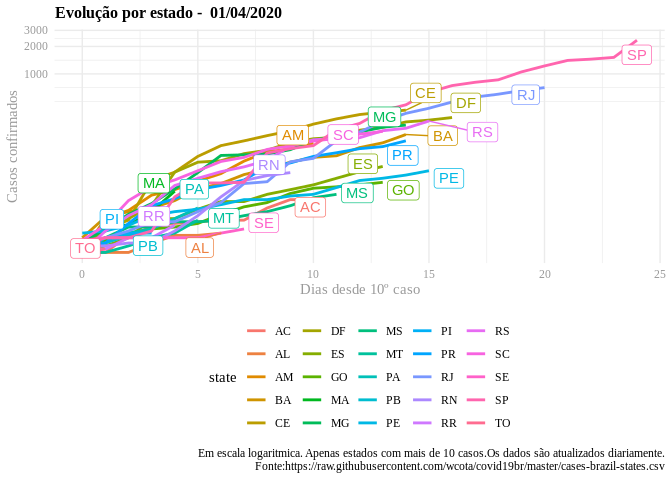 Evolução por estado -  01/04/2020
3000
2000
1000
Casos confirmados
SP
CE
RJ
DF
MG
RS
AM
SC
BA
PR
RN
ES
PE
MA
PA
GO
MS
AC
PI
RR
MT
SE
TO
PB
AL
0
5
10
15
20
25
Dias desde 10º caso
state
AC
DF
MS
PI
RS
AL
ES
MT
PR
SC
AM
GO
PA
RJ
SE
BA
MA
PB
RN
SP
CE
MG
PE
RR
TO
Em escala logaritmica. Apenas estados com mais de 10 casos.Os dados são atualizados diariamente.
Fonte:https://raw.githubusercontent.com/wcota/covid19br/master/cases-brazil-states.csv